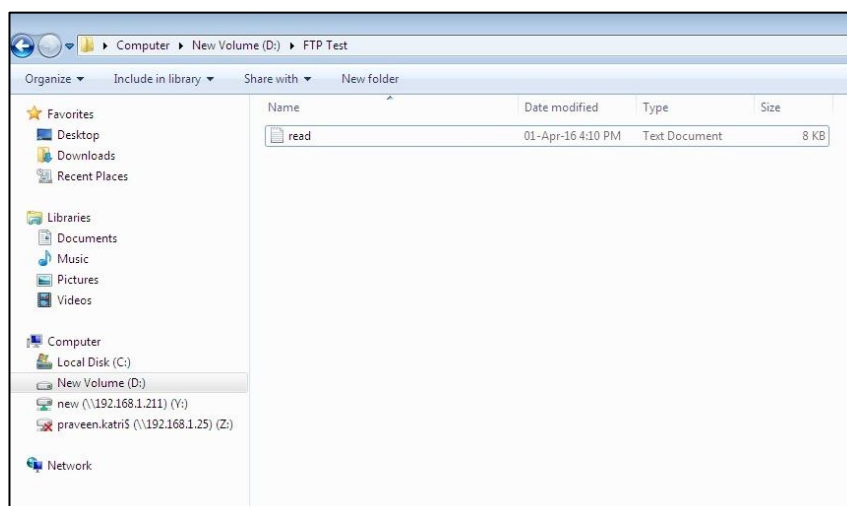 Computer New Volume (D:) FTP Test
Organize Include in library Share with New folder
Favorites
Desktop
Downloads
Recent Places
Libraries
Documents
Music
Pictures
Videos
Computer
Local Disk (C:)
New Volume (D:)
new (\\192.168.1.211) (Y:)
praveen.katri$ (\\192.168.1.25) (Z:)
Network
Name Date modified Type Size
read 01-Apr-16 4:10 PM Text Document 8 KB